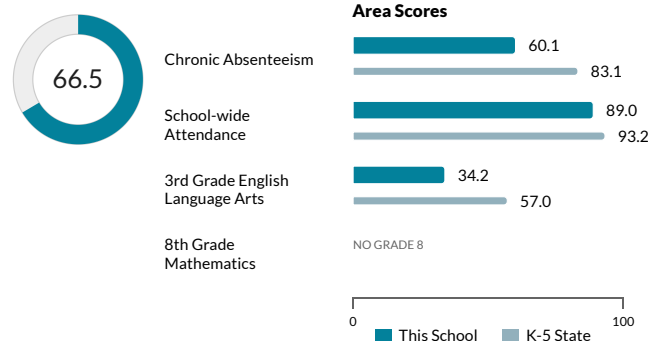 Area Scores
66.5
Chronic Absenteeism
60.1
83.1
School-wide
Attendance
89.0
93.2
3rd Grade English
Language Arts
34.2
57.0
8th Grade
Mathematics
NO GRADE 8
0
100
This School
K-5 State